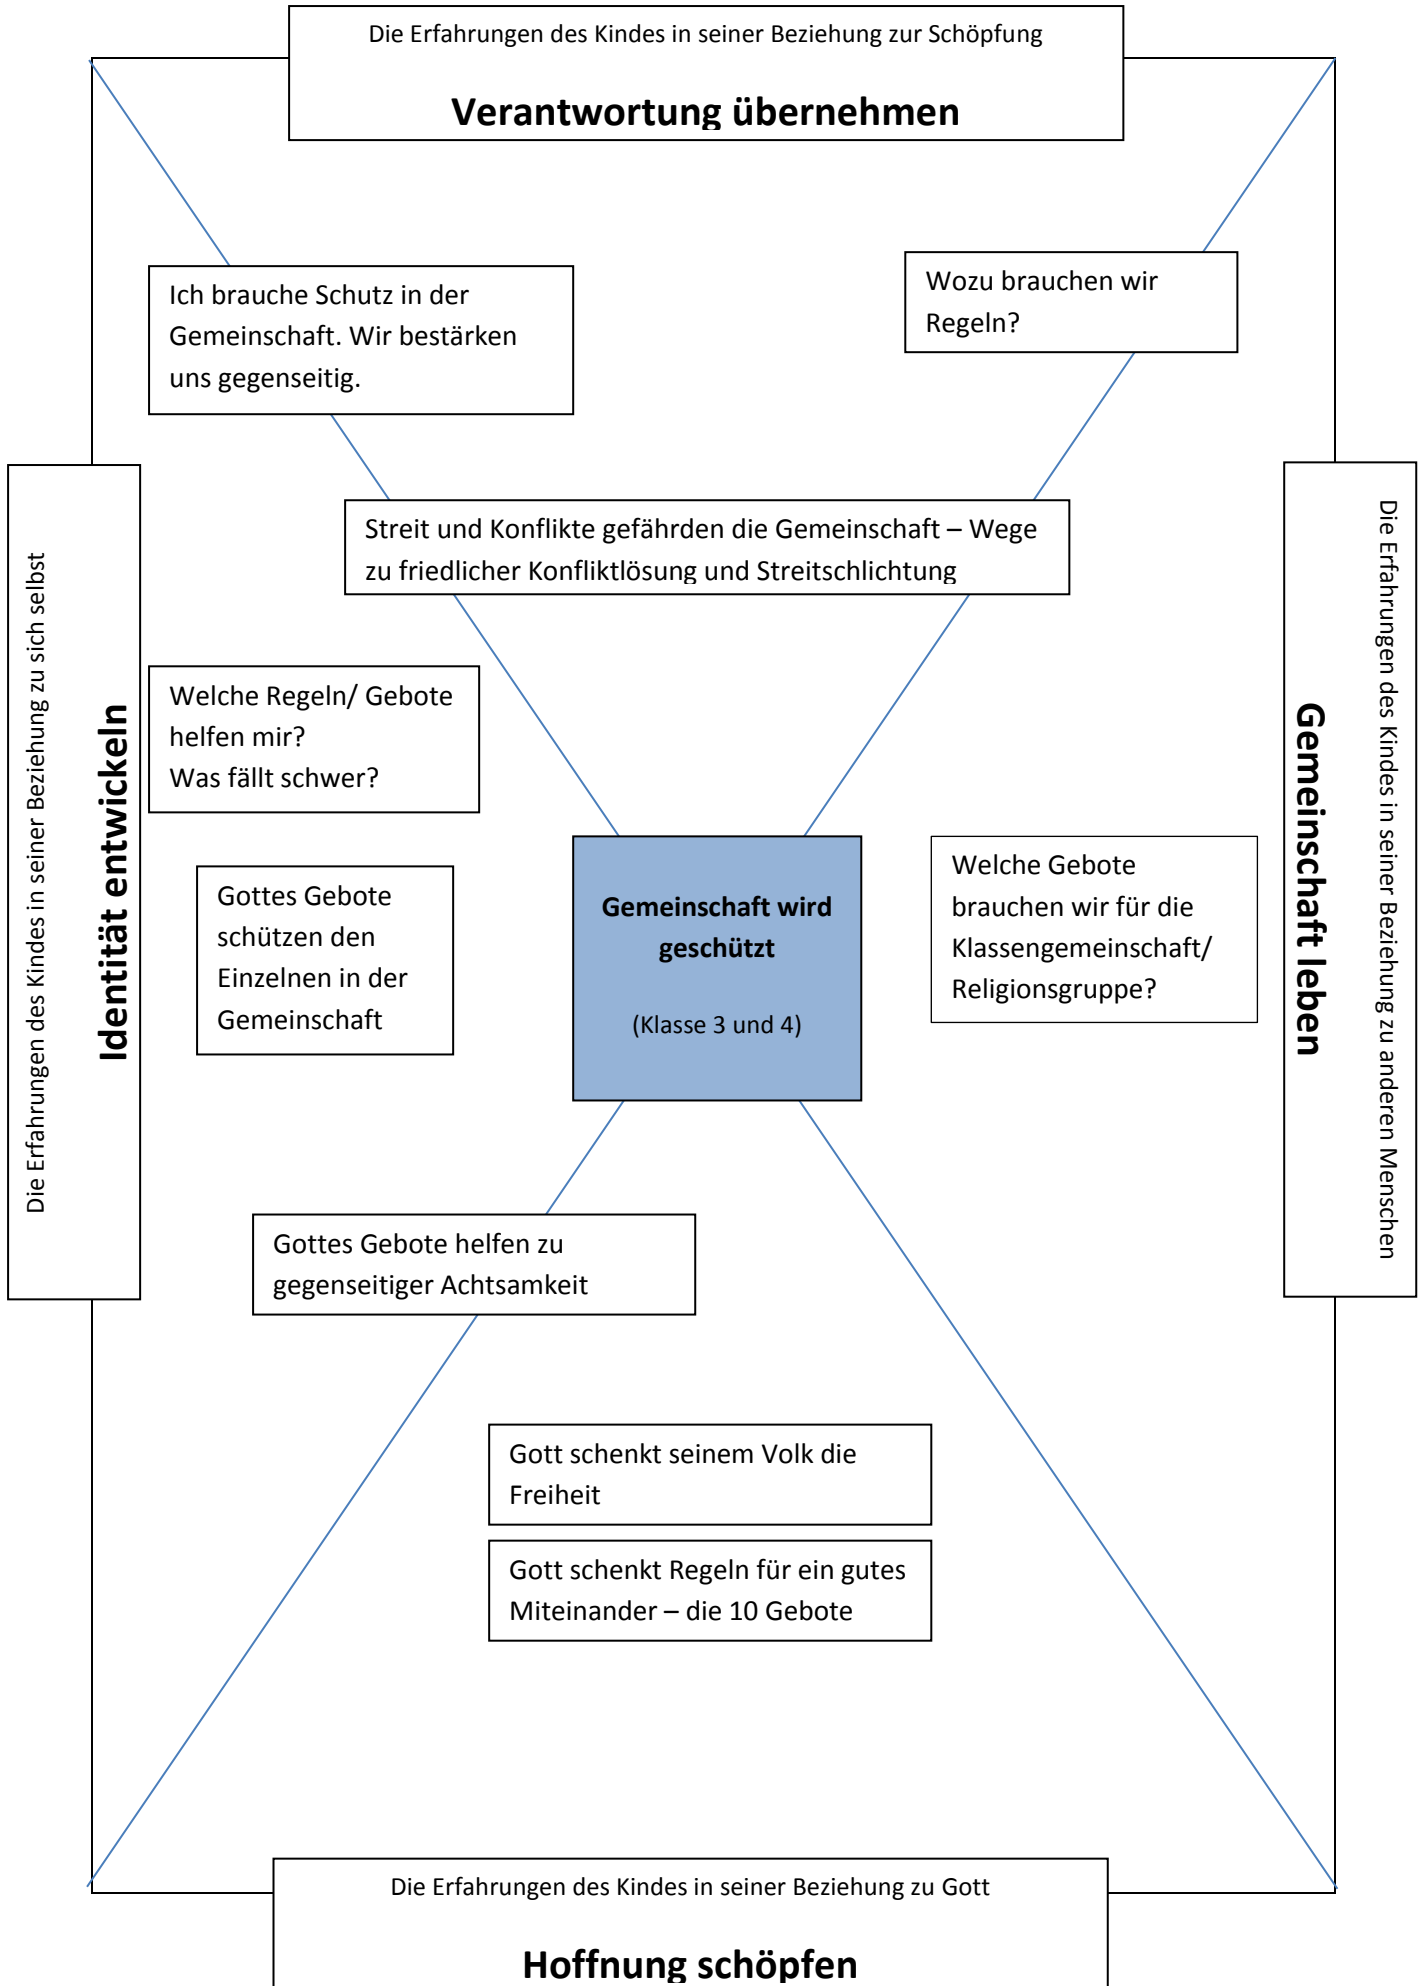 Die Erfahrungen des Kindes in seiner Beziehung zur Schöpfung
Verantwortung übernehmen
Ich brauche Schutz in der
Gemeinschaft. Wir bestärken
uns gegenseitig.
Wozu brauchen wir
Regeln?
Streit und Konflikte gefährden die Gemeinschaft – Wege
zu friedlicher Konfliktlösung und Streitschlichtung
Die Erfahrungen des Kindes in seiner Beziehung zu sich selbst
Identität entwickeln
Welche Regeln/ Gebote
helfen mir?
Was fällt schwer?
Gottes Gebote
schützen den
Einzelnen in der
Gemeinschaft
Gemeinschaft wird
geschützt
(Klasse 3 und 4)
Welche Gebote
brauchen wir für die
Klassengemeinschaft/
Religionsgruppe?
Gemeinschaft leben
Die Erfahrungen des Kindes in seiner Beziehung zu anderen Menschen
Gottes Gebote helfen zu
gegenseitiger Achtsamkeit
Gott schenkt seinem Volk die
Freiheit
Gott schenkt Regeln für ein gutes
Miteinander – die 10 Gebote
Die Erfahrungen des Kindes in seiner Beziehung zu Gott
Hoffnung schöpfen